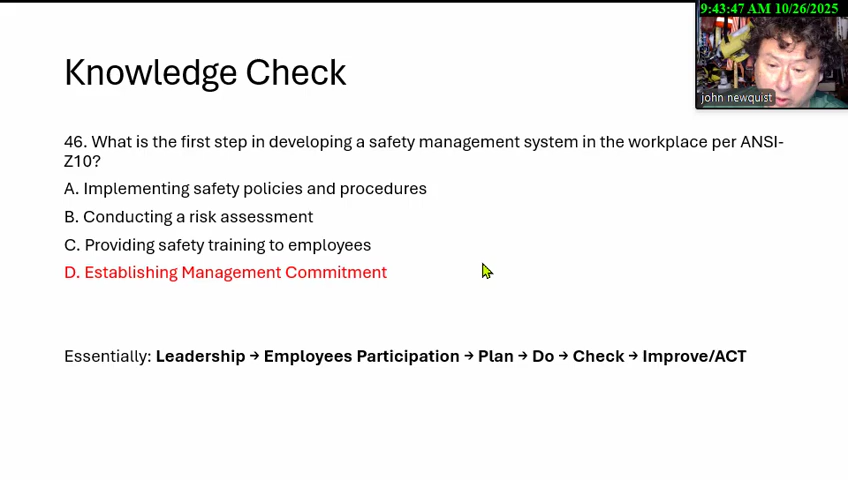 9:43:47 AM 10/26/2025
john newquist
Knowledge Check
46. What is the first step in developing a safety management system in the workplace per ANSI-
Z10?
A. Implementing safety policies and procedures
B. Conducting a risk assessment
C. Providing safety training to employees
D. Establishing Management Commitment
Essentially: Leadership → Employees Participation → Plan → Do → Check → Improve/ACT